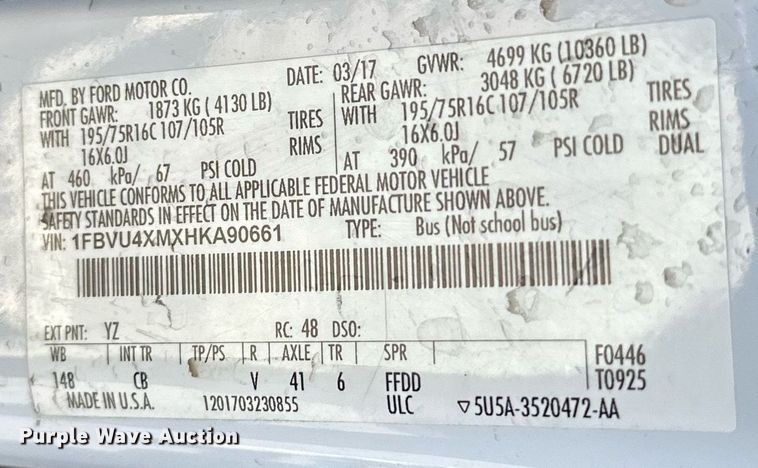 MFD. BY FORD MOTOR CO. DATE: 03/17 GVWR: 4699 KG (10360 LB)
FRONT GAWR: 1873 KG ( 4130 LB) REAR GAWR: 3048 KG ( 6720 LB)
WITH 195/75R16C 107/105R TIRES WITH 195/75R16C 107/105R TIRES
16X6.0J RIMS 16X6.0J RIMS
AT 460 kPa/ 67 PSI COLD AT 390 kPa/ 57 PSI COLD DUAL
THIS VEHICLE CONFORMS TO ALL APPLICABLE FEDERAL MOTOR VEHICLE
SAFETY STANDARDS IN EFFECT ON THE DATE OF MANUFACTURE SHOWN ABOVE.
VIN: 1FBVU4XMXHKA90661 TYPE: Bus (Not school bus)
EXT PNT: YZ RC: 48 DSO:
WB INT TR TP/PS R AXLE TR SPR F0446
148 CB V 41 6 FFDD T0925
MADE IN U.S.A. 1201703230855 ULC ▽5U5A-3520472-AA
Purple Wave Auction